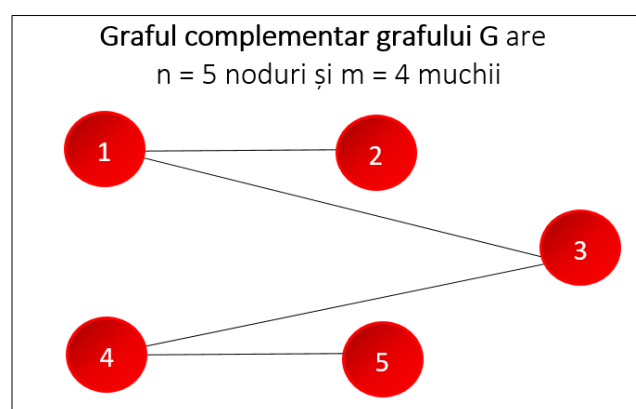 Graful complementar grafului G are
n = 5 noduri și m = 4 muchii
1
2
3
4
5